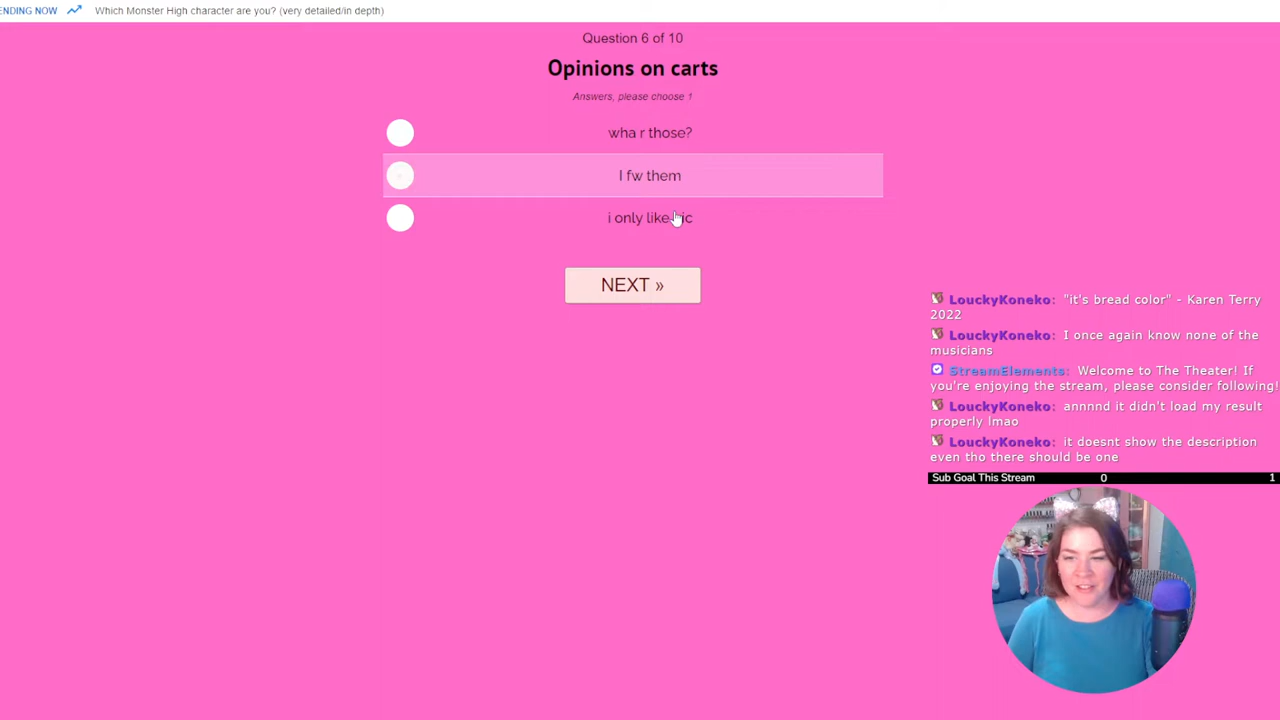 ENDING NOW Which Monster High character are you? (very detailed/in depth)
Question 6 of 10
Opinions on carts
Answers, please choose 1
wha r those?
I fw them
i only like
NEXT »
LouckyKoneko: "it's bread color" - Karen Terry
2022
LouckyKoneko: I once again know none of the
musicians
StreamElements: Welcome to The Theater! If
you're enjoying the stream, please consider following!
LouckyKoneko: annnnd it didn't load my result
properly lmao
LouckyKoneko: it doesnt show the description
even tho there should be one
Sub Goal This Stream 0 1